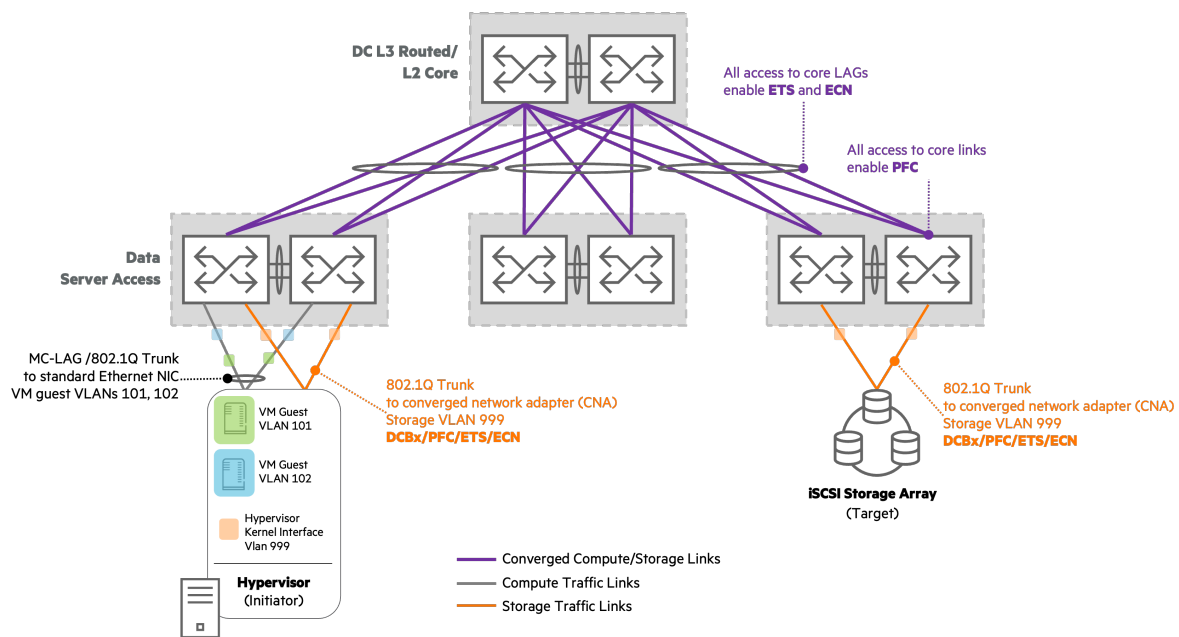 DC L3 Routed/
L2 Core
All access to core LAGs
enable ETS and ECN
All access to core links
enable PFC
Data
Server Access
MC-LAG /802.1Q Trunk
to standard Ethernet NIC
VM guest VLANs 101, 102
802.1Q Trunk
to converged network adapter (CNA)
Storage VLAN 999
DCBx/PFC/ETS/ECN
802.1Q Trunk
to converged network adapter (CNA)
Storage VLAN 999
DCBx/PFC/ETS/ECN
VM Guest
VLAN 101
VM Guest
VLAN 102
Hypervisor
Kernel Interface
Vlan 999
Hypervisor
(Initiator)
iSCSI Storage Array
(Target)
Converged Compute/Storage Links
Compute Traffic Links
Storage Traffic Links